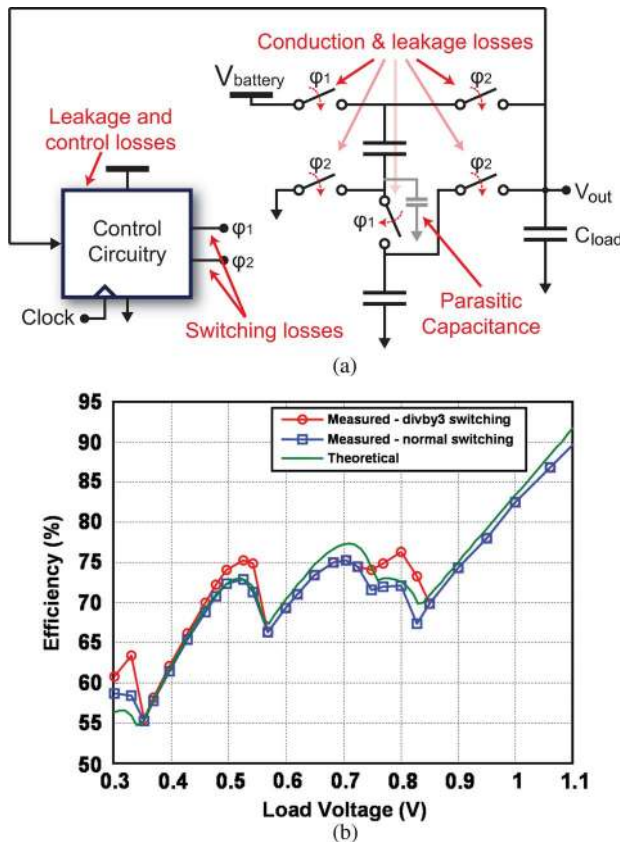 Conduction & leakage losses
V_battery
φ1
φ2
Leakage and
control losses
φ2
φ2
φ1
Control
Circuitry
φ1
φ2
V_out
C_load
Clock
Switching losses
Parasitic
Capacitance
(a)
Measured - divby3 switching
Measured - normal switching
Theoretical
Efficiency (%)
95
90
85
80
75
70
65
60
55
50
0.3
0.4
0.5
0.6
0.7
0.8
0.9
1
1.1
Load Voltage (V)
(b)